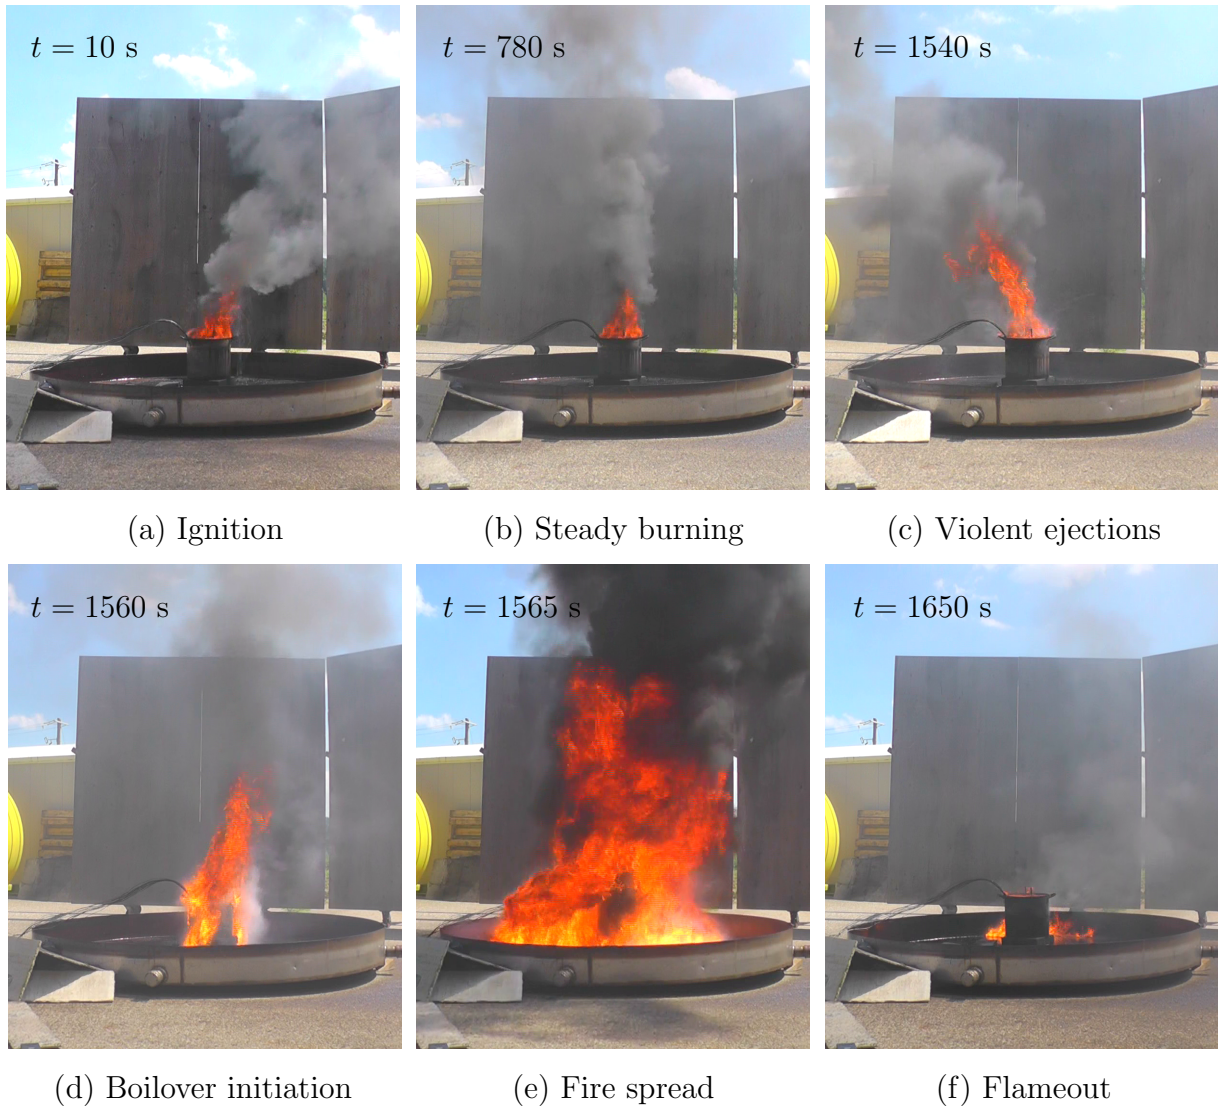 t = 10 s
t = 780 s
t = 1540 s
(a) Ignition
(b) Steady burning
(c) Violent ejections
t = 1560 s
t = 1565 s
t = 1650 s
(d) Boilover initiation
(e) Fire spread
(f) Flameout